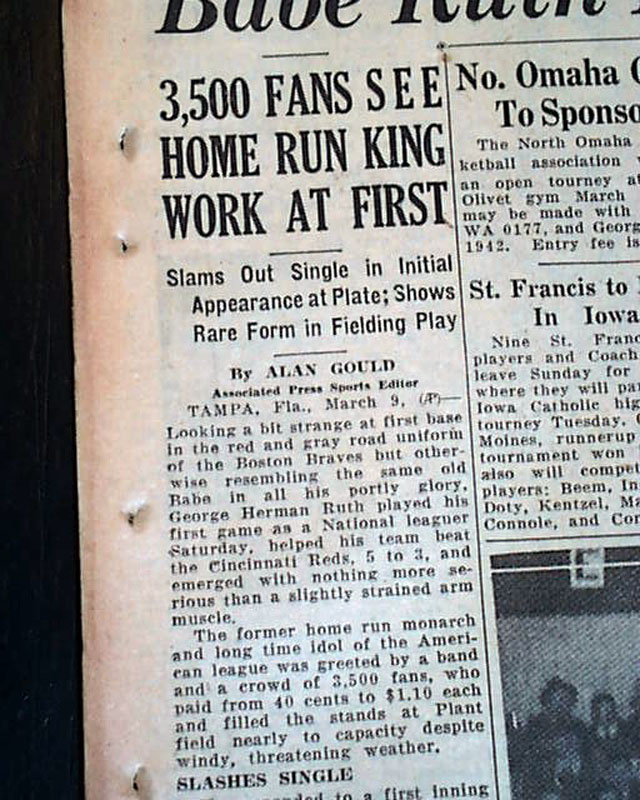 Babe Ruth
3,500 FANS SEE
HOME RUN KING
WORK AT FIRST
Slams Out Single in Initial
Appearance at Plate; Shows
Rare Form in Fielding Play
By ALAN GOULD
Associated Press Sports Editor
TAMPA, Fla., March 9, (AP)—
Looking a bit strange at first base
in the red and gray road uniform
of the Boston Braves but other-
wise resembling the same old
Babe in all his portly glory,
George Herman Ruth played his
first game as a National leaguer
Saturday, helped his team beat
the Cincinnati Reds, 5 to 3, and
emerged with nothing more se-
rious than a slightly strained arm
muscle.
The former home run monarch
and long time idol of the Ameri-
can league was greeted by a band
and a crowd of 3,500 fans, who
paid from 40 cents to $1.10 each
and filled the stands at Plant
field nearly to capacity despite
windy, threatening weather.
SLASHES SINGLE
to a first inning
No. Omaha
To Sponso
The North Omaha
ketball association
an open tourney at
Olivet gym March
may be made with
WA 0177, and Georg
1942. Entry fee is
St. Francis to
In Iowa
Nine St. Franc
players and Coach
leave Sunday for
where they will pa
Iowa Catholic hig
tourney Tuesday.
Moines, runnerup
tournament won
also will compe
players: Beem, In
Doty, Kentzel, Ma
Connole, and Co